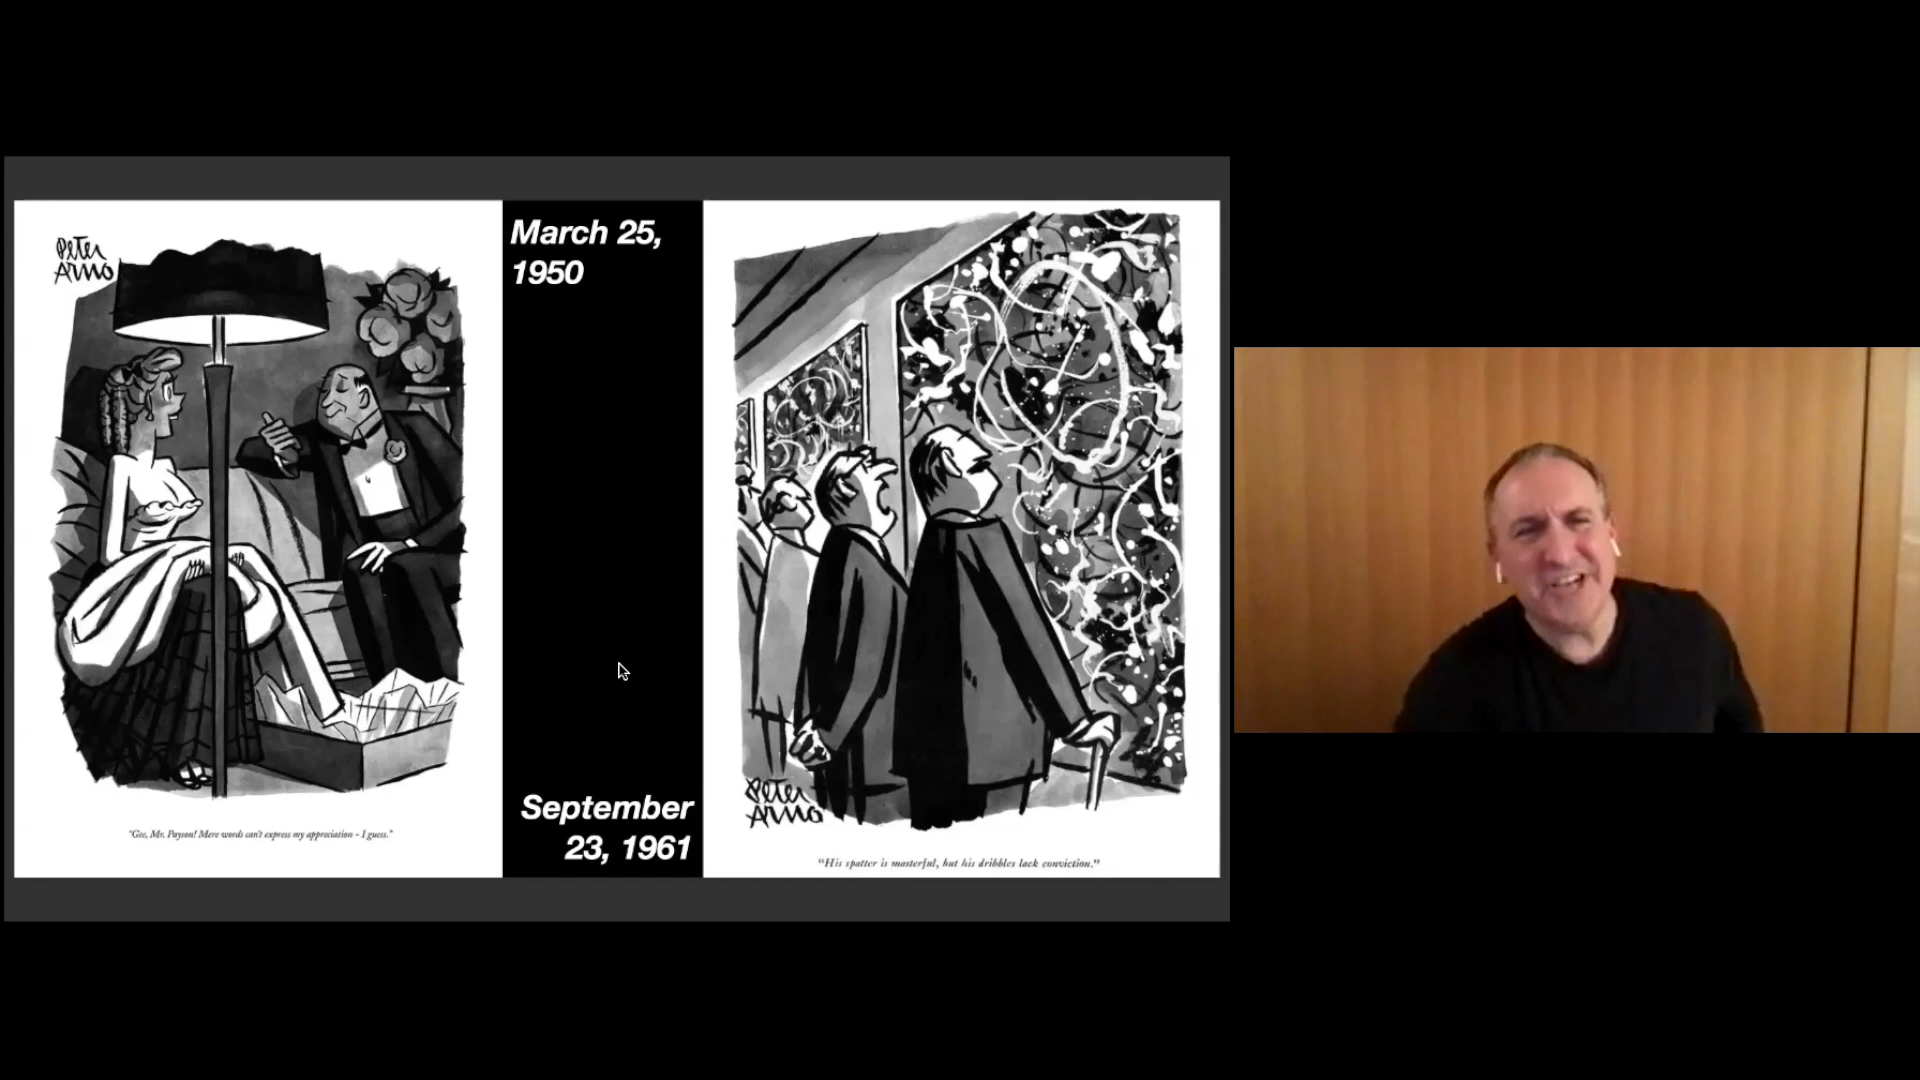 Peter
Arno
"Gee, Mr. Payson! Mere words can't express my appreciation – I guess."
March 25,
1950
September
23, 1961
Peter
Arno
"His spatter is masterful, but his dribbles lack conviction."